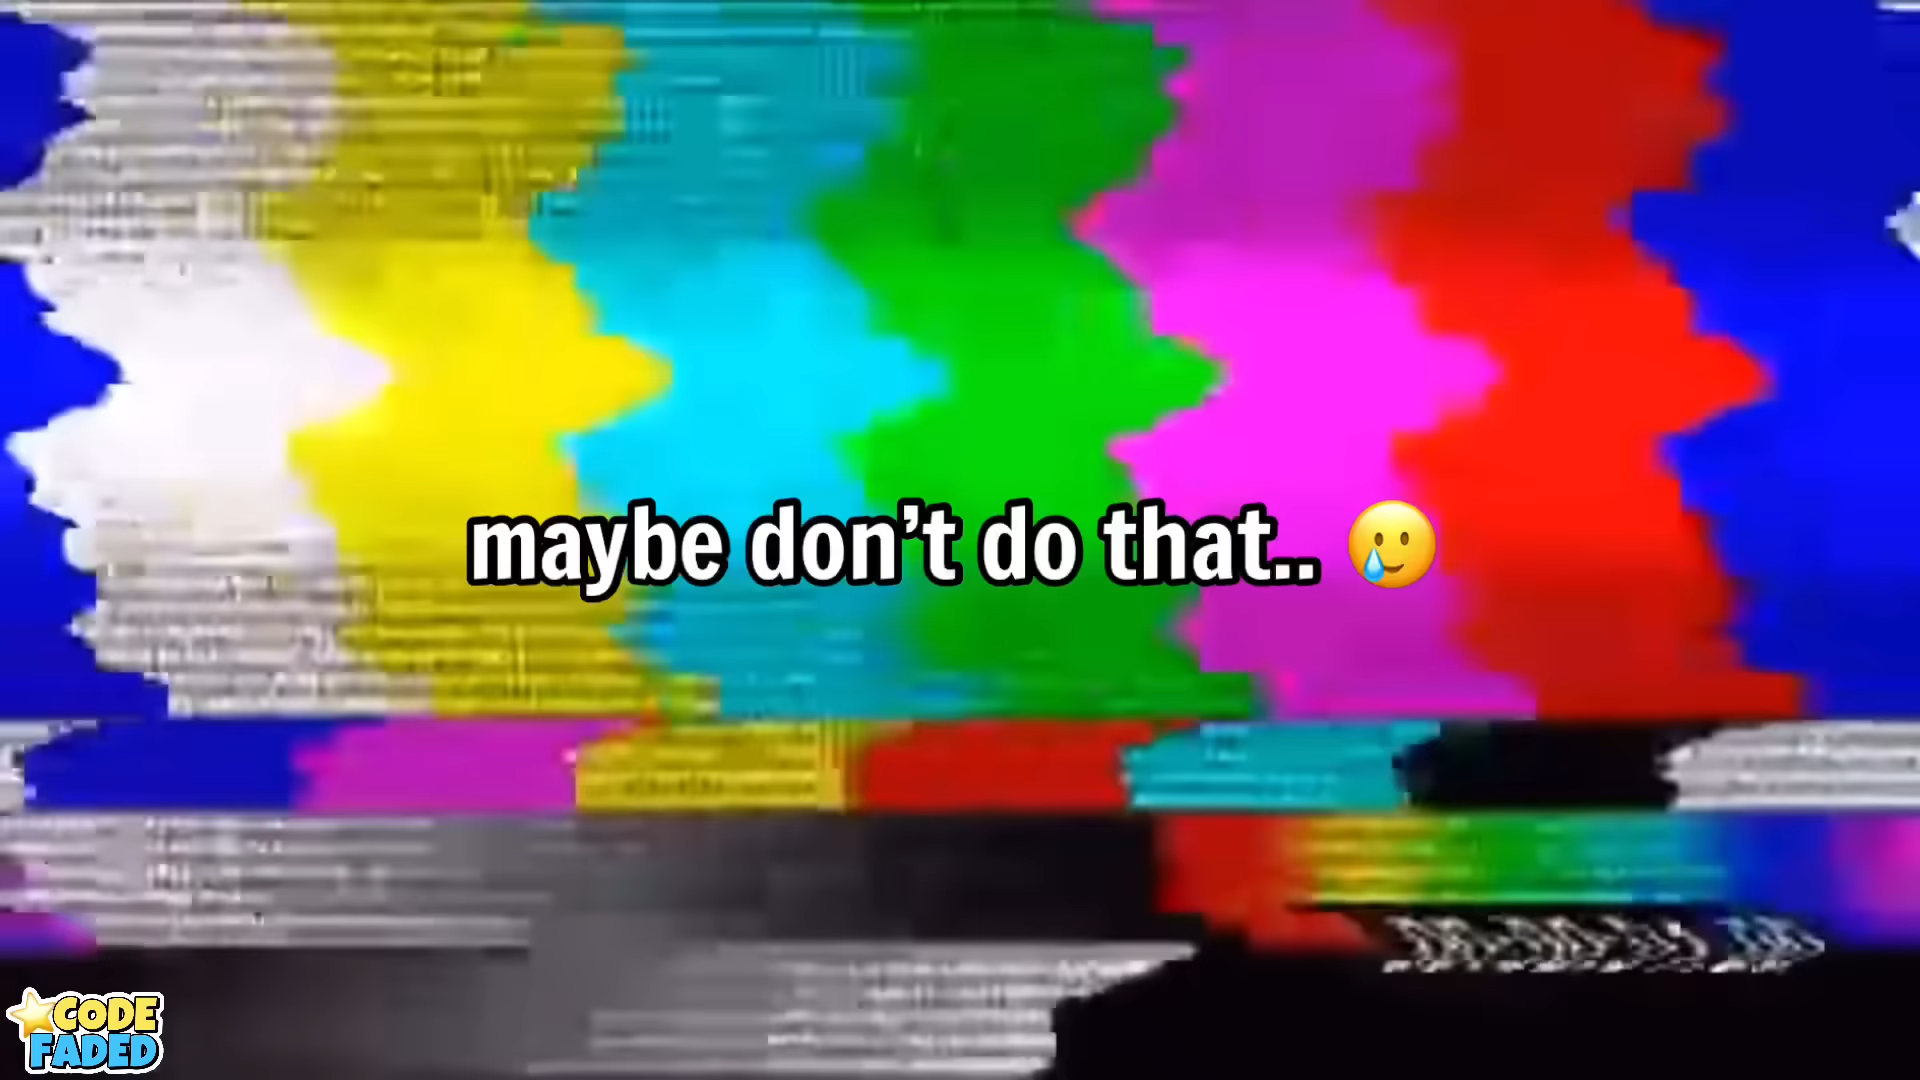 maybe don’t do that.. 🥲
CODE
FADED